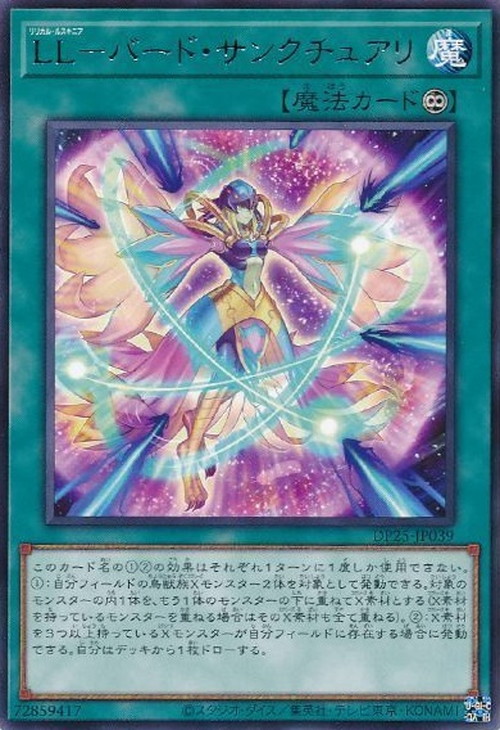 リリカル・ルスキニア
LL－バード・サンクチュアリ
魔
【魔法カード】
DP25-JP039
このカード名の①②の効果はそれぞれ１ターンに１度しか使用できない。
①：自分フィールドの鳥獣族Xモンスター２体を対象として発動できる。対象の
モンスターの内１体を、もう１体のモンスターの下に重ねてX素材とする（X素材
を持っているモンスターを重ねる場合はそのX素材も全て重ねる）。②：X素材
を３つ以上持っているXモンスターが自分フィールドに存在する場合に発動
できる。自分はデッキから１枚ドローする。
72859417
©スタジオ・ダイス／集英社・テレビ東京・KONAMI